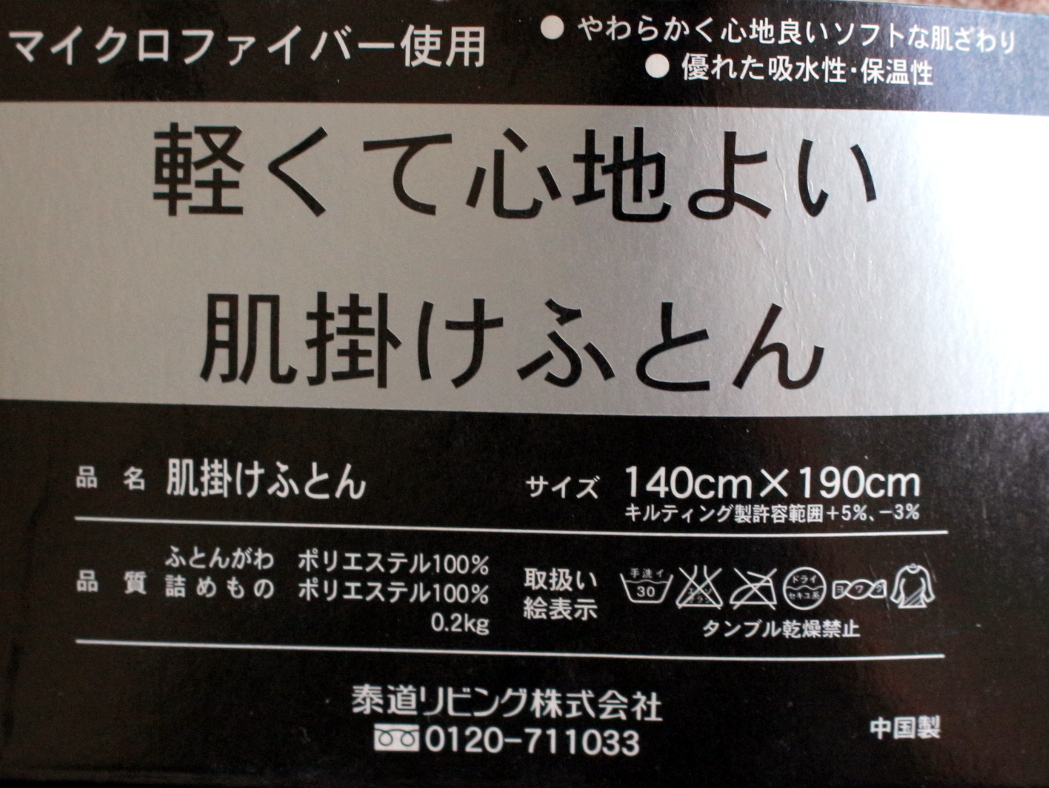 マイクロファイバー使用
● やわらかく心地良いソフトな肌ざわり
● 優れた吸水性・保温性
軽くて心地よい
肌掛けふとん
品 名 肌掛けふとん
サイズ 140cm×190cm
キルティング製許容範囲+5%、-3%
品 質
ふとんがわ ポリエステル100%
詰めもの ポリエステル100%
0.2kg
取扱い
絵表示
手洗イ
30
ドライ
セキユ系
ヨワク
タンブル乾燥禁止
泰道リビング株式会社
0120-711033
中国製